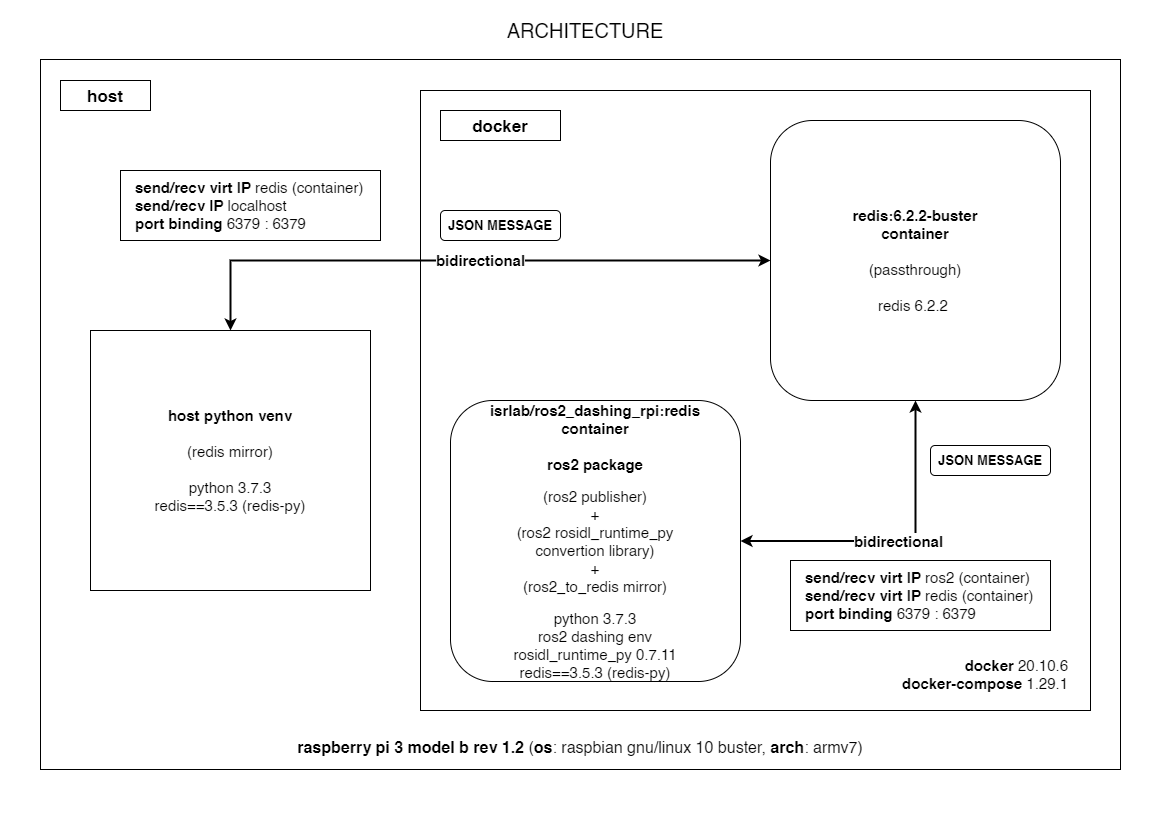 ARCHITECTURE
host
docker
send/recv virt IP redis (container)
send/recv IP localhost
port binding 6379 : 6379
JSON MESSAGE
bidirectional
redis:6.2.2-buster
container
(passthrough)
redis 6.2.2
host python venv
(redis mirror)
python 3.7.3
redis==3.5.3 (redis-py)
isrlab/ros2_dashing_rpi:redis
container
ros2 package
(ros2 publisher)
+
(ros2 rosidl_runtime_py
convertion library)
+
(ros2_to_redis mirror)
python 3.7.3
ros2 dashing env
rosidl_runtime_py 0.7.11
redis==3.5.3 (redis-py)
JSON MESSAGE
bidirectional
send/recv virt IP ros2 (container)
send/recv virt IP redis (container)
port binding 6379 : 6379
docker 20.10.6
docker-compose 1.29.1
raspberry pi 3 model b rev 1.2 (os: raspbian gnu/linux 10 buster, arch: armv7)